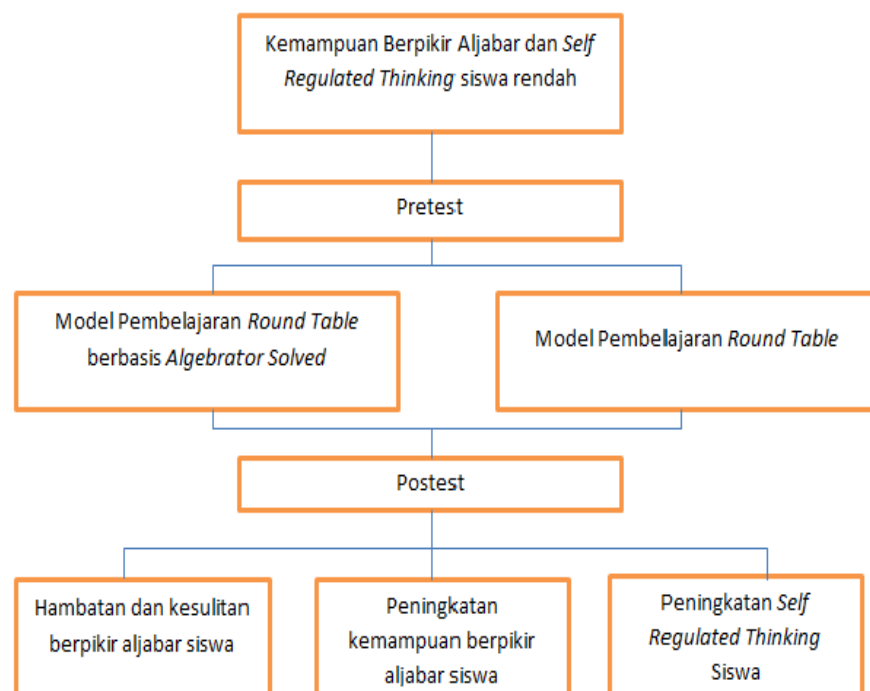 Kemampuan Berpikir Aljabar dan Self
Regulated Thinking siswa rendah
Pretest
Model Pembelajaran Round Table
berbasis Algebrator Solved
Model Pembelajaran Round Table
Postest
Hambatan dan kesulitan
berpikir aljabar siswa
Peningkatan
kemampuan berpikir
aljabar siswa
Peningkatan Self
Regulated Thinking
Siswa